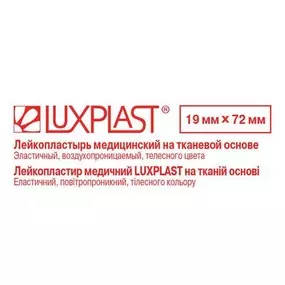 LUXPLAST® 19 мм x 72 мм
Лейкопластырь медицинский на тканевой основе
Эластичный, воздухопроницаемый, телесного цвета
Лейкопластир медичний LUXPLAST на тканій основі
Еластичний, повітропроникний, тілесного кольору